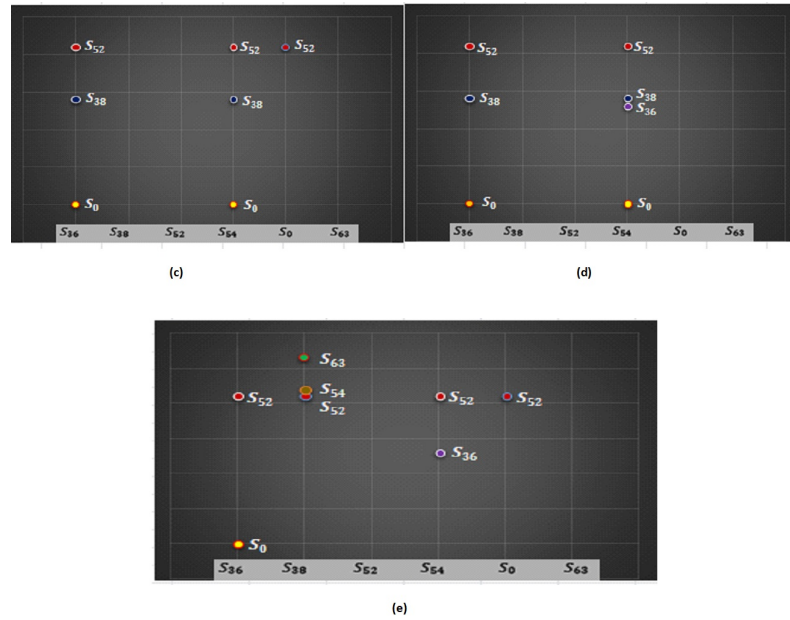 S52 S52 S52
S38 S38
S0 S0
S36 S38 S52 S54 S0 S63
(c)
S52 S52
S38 S38
S36
S0 S0
S36 S38 S52 S54 S0 S63
(d)
S63
S54
S52 S52 S52 S52
S36
S0
S36 S38 S52 S54 S0 S63
(e)